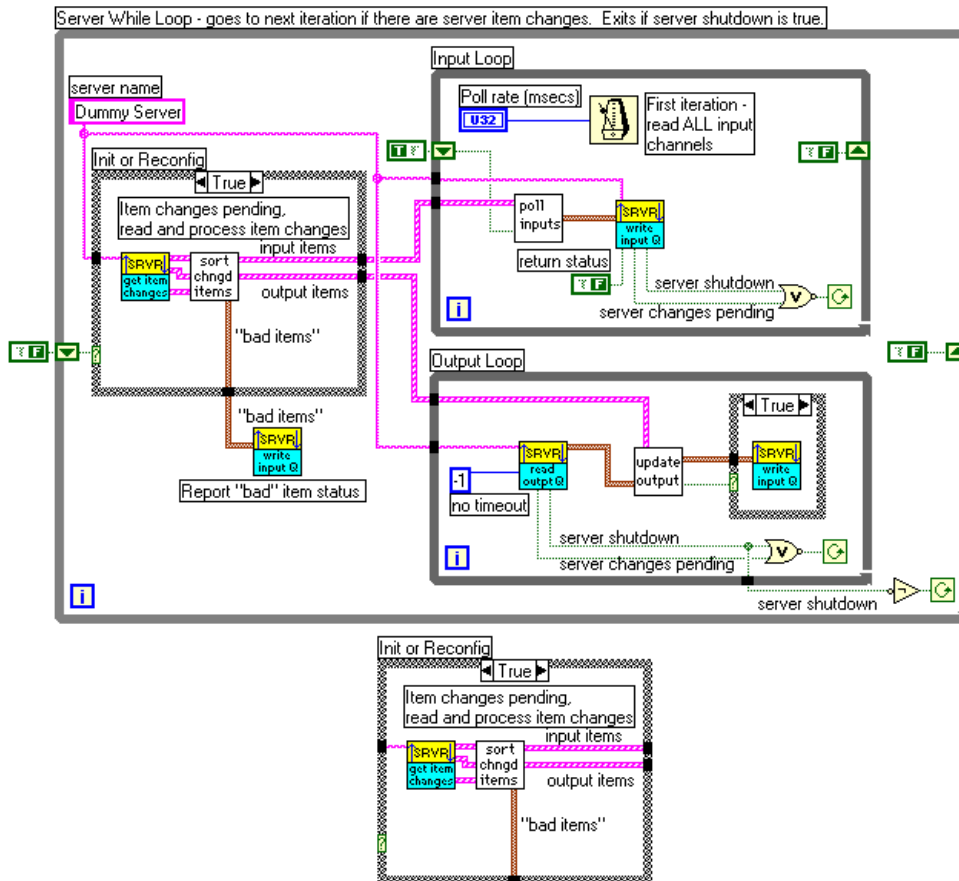 Server While Loop - goes to next iteration if there are server item changes.  Exits if server shutdown is true.
Input Loop
server name
Dummy Server
Poll rate (msecs)
U32
First iteration -
read ALL input
channels
T
F
Init or Reconfig
True
Item changes pending,
read and process item changes
input items
SRVR
get item
changes
sort
chngd
items
output items
"bad items"
poll
inputs
SRVR
write
input Q
return status
F
server shutdown
server changes pending
V
i
?
F
F
Output Loop
"bad items"
SRVR
write
input Q
Report "bad" item status
True
SRVR
read
outpt Q
-1
no timeout
update
output
SRVR
write
input Q
?
server shutdown
server changes pending
V
i
server shutdown
i
Init or Reconfig
True
Item changes pending,
read and process item changes
input items
SRVR
get item
changes
sort
chngd
items
output items
"bad items"
?